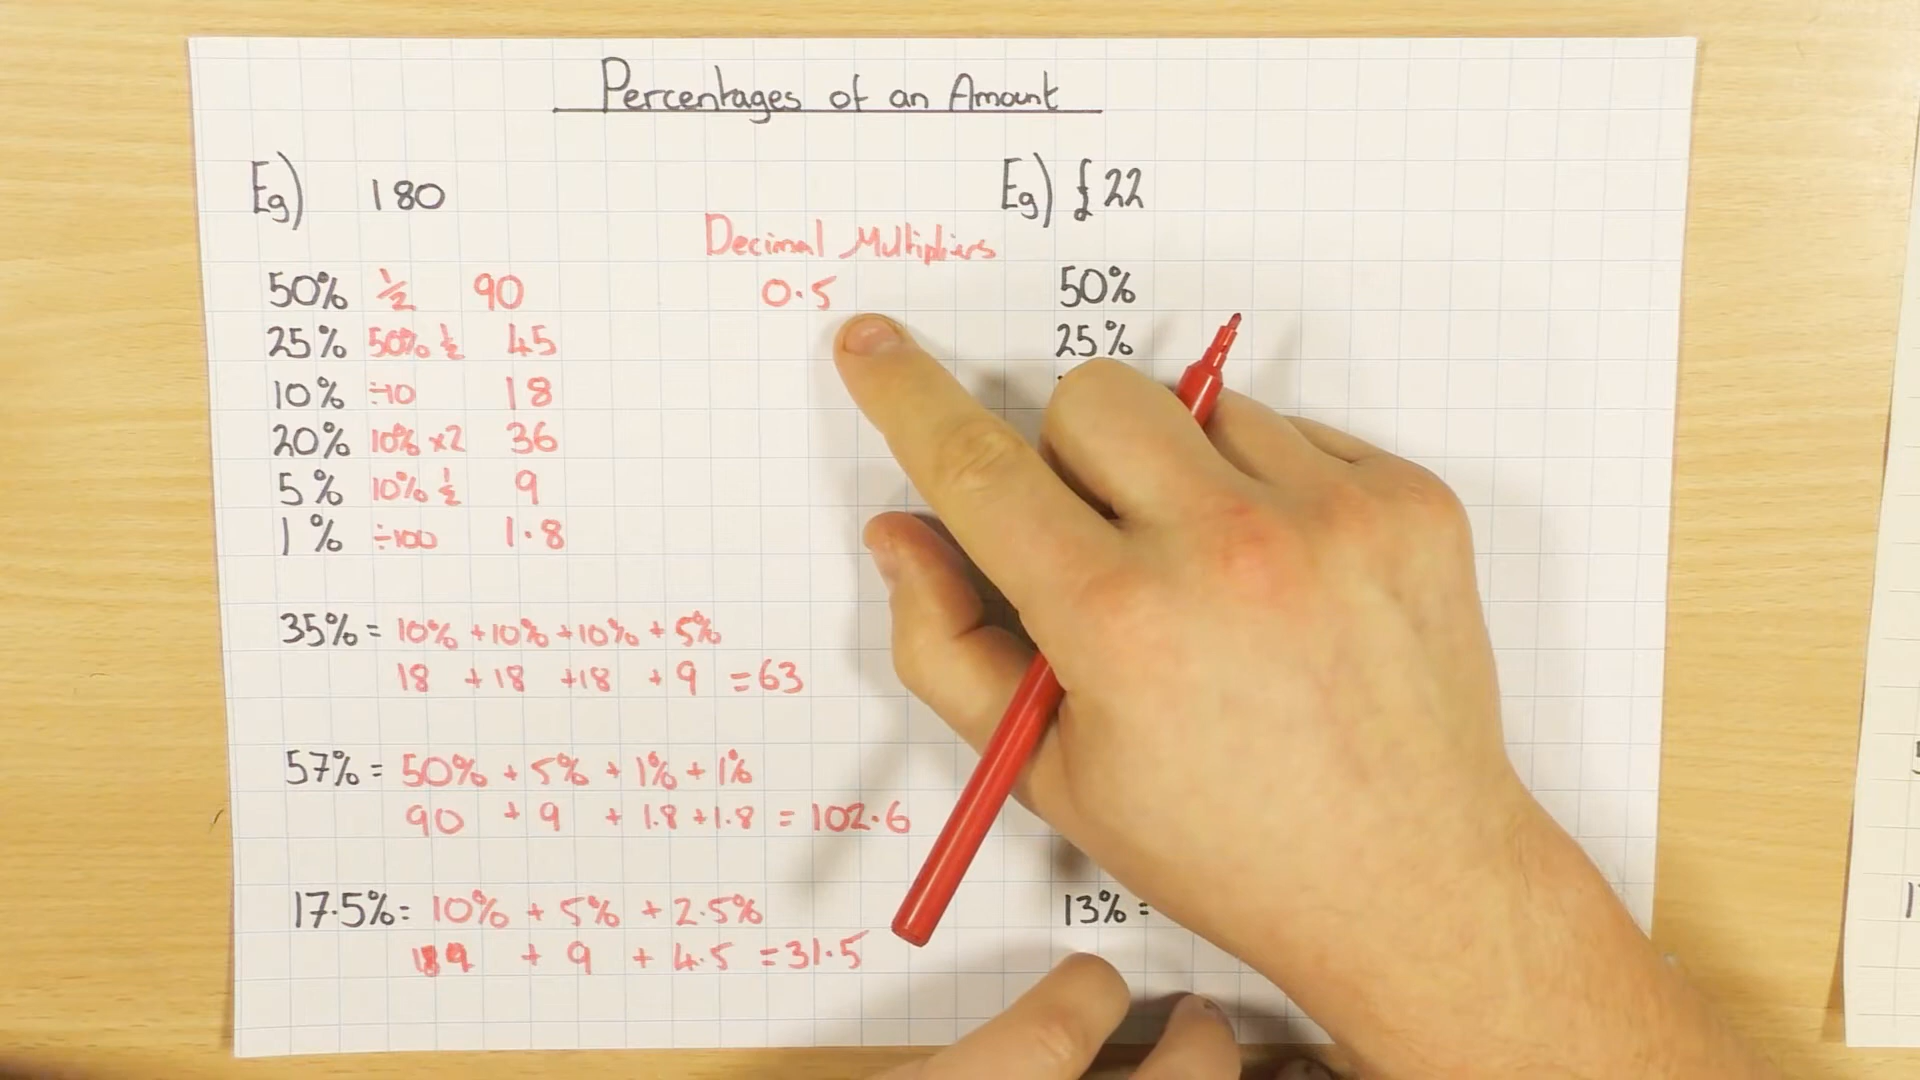 Percentages of an Amount
Eg) 180
Decimal Multipliers
50% ½ 90 0.5
25% 50% ½ 45
10% ÷10 18
20% 10% ×2 36
5% 10% ½ 9
1% ÷100 1.8
35% = 10% + 10% + 10% + 5%
18 + 18 + 18 + 9 = 63
57% = 50% + 5% + 1% + 1%
90 + 9 + 1.8 + 1.8 = 102.6
17.5% = 10% + 5% + 2.5%
+ 9 + 4.5 = 31.5
Eg) £22
50%
25%
13% =